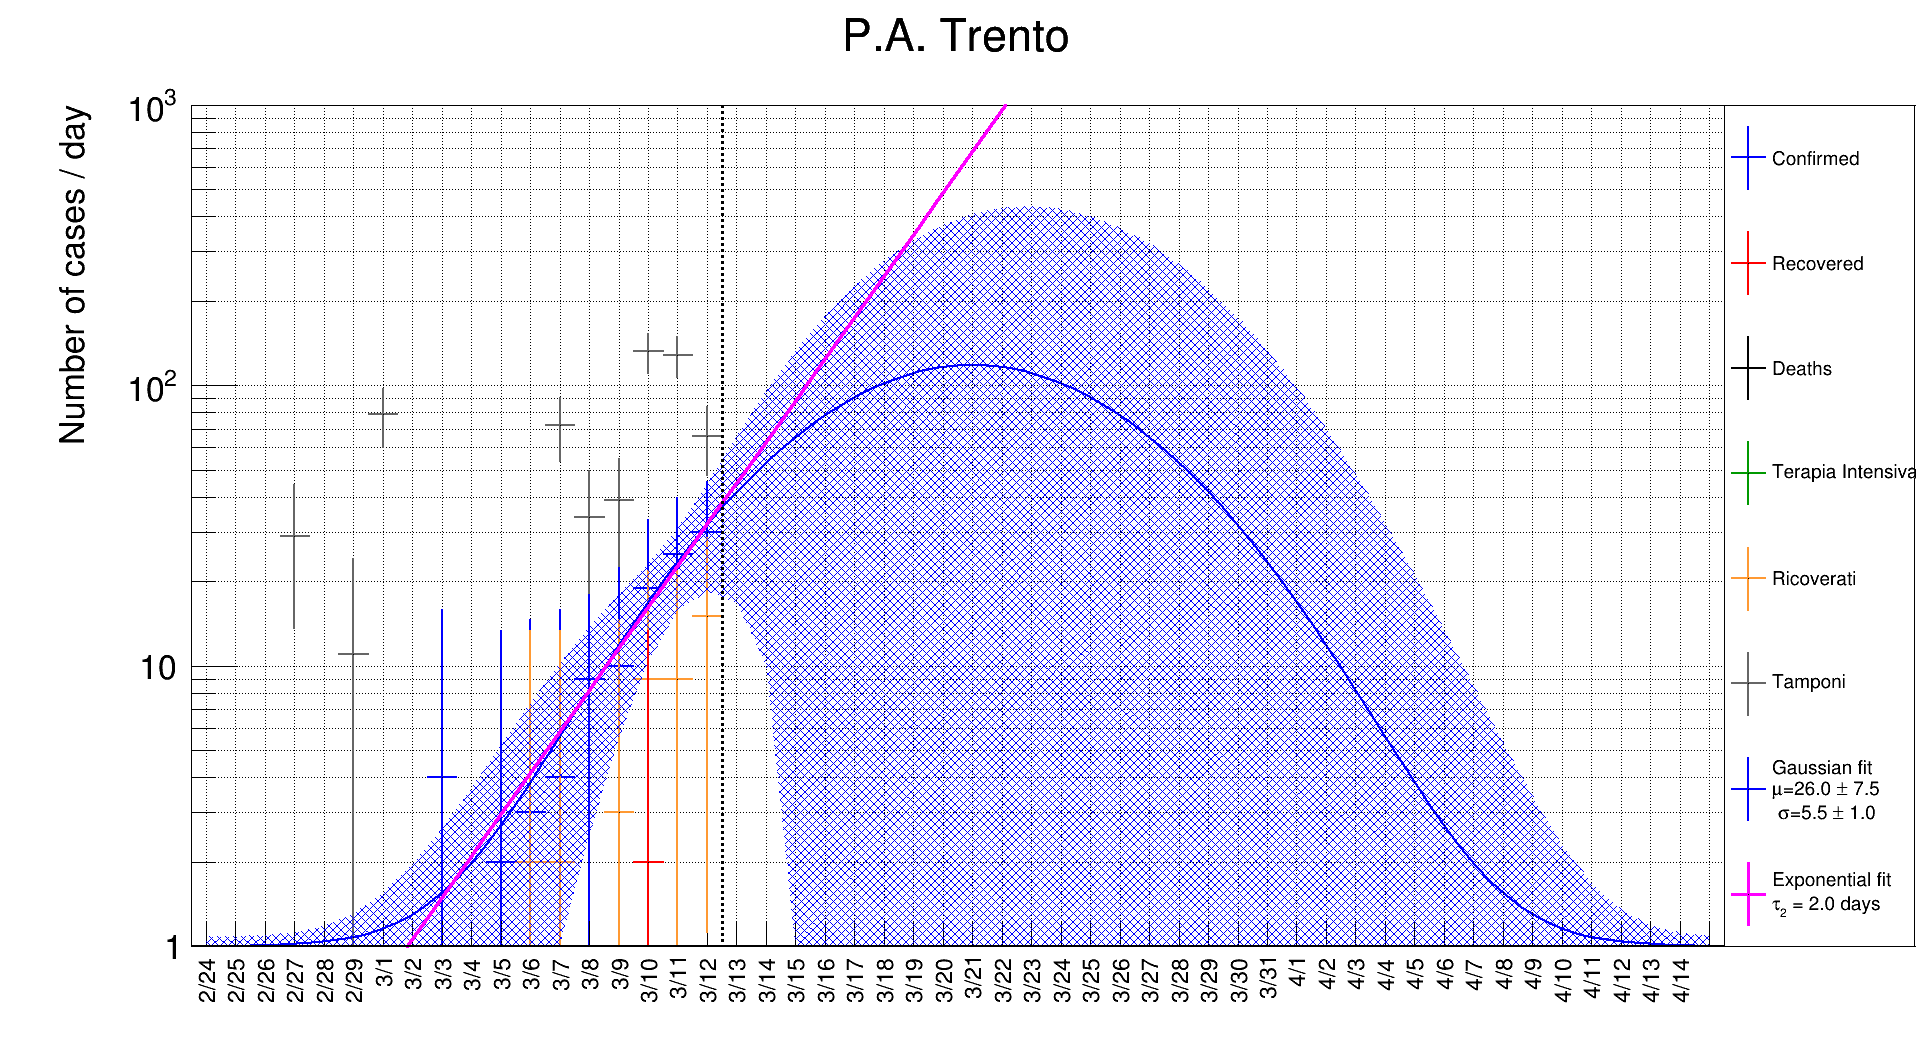 P.A. Trento
Number of cases / day
10³
10²
10
1
2/24 2/25 2/26 2/27 2/28 2/29 3/1 3/2 3/3 3/4 3/5 3/6 3/7 3/8 3/9 3/10 3/11 3/12 3/13 3/14 3/15 3/16 3/17 3/18 3/19 3/20 3/21 3/22 3/23 3/24 3/25 3/26 3/27 3/28 3/29 3/30 3/31 4/1 4/2 4/3 4/4 4/5 4/6 4/7 4/8 4/9 4/10 4/11 4/12 4/13 4/14
Confirmed
Recovered
Deaths
Terapia Intensiva
Ricoverati
Tamponi
Gaussian fit
μ=26.0 ± 7.5
σ=5.5 ± 1.0
Exponential fit
τ₂ = 2.0 days